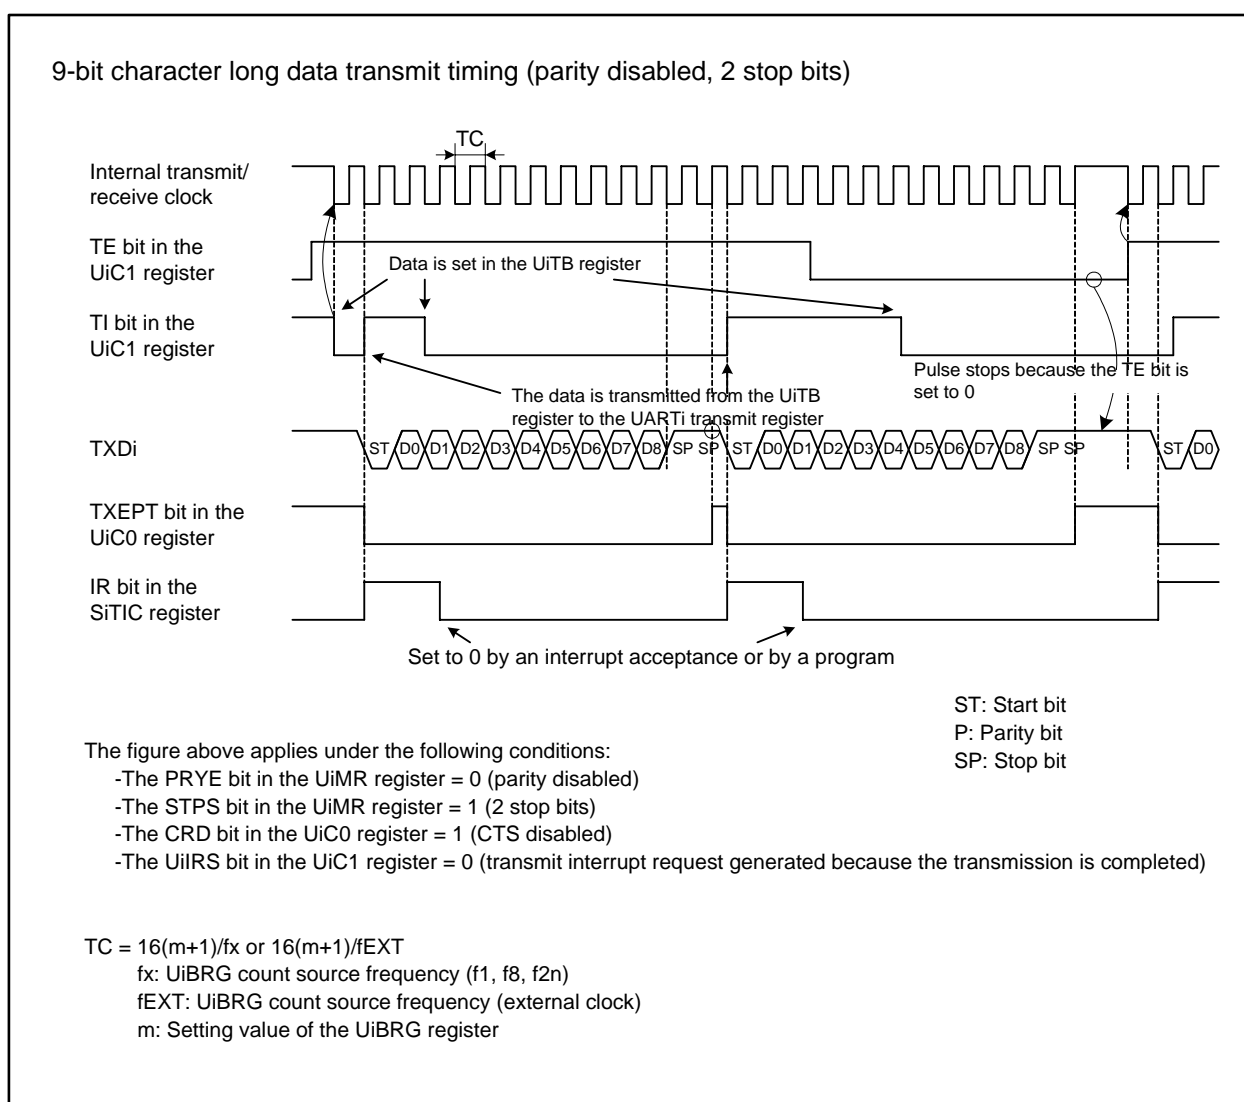 9-bit character long data transmit timing (parity disabled, 2 stop bits)
TC
Internal transmit/
receive clock
TE bit in the
UiC1 register
Data is set in the UiTB register
TI bit in the
UiC1 register
Pulse stops because the TE bit is
set to 0
The data is transmitted from the UiTB
register to the UARTi transmit register
TXDi
ST D0 D1 D2 D3 D4 D5 D6 D7 D8 SP SP ST D0 D1 D2 D3 D4 D5 D6 D7 D8 SP SP ST D0
TXEPT bit in the
UiC0 register
IR bit in the
SiTIC register
Set to 0 by an interrupt acceptance or by a program
ST: Start bit
P: Parity bit
SP: Stop bit
The figure above applies under the following conditions:
-The PRYE bit in the UiMR register = 0 (parity disabled)
-The STPS bit in the UiMR register = 1 (2 stop bits)
-The CRD bit in the UiC0 register = 1 (CTS disabled)
-The UiIRS bit in the UiC1 register = 0 (transmit interrupt request generated because the transmission is completed)
TC = 16(m+1)/fx or 16(m+1)/fEXT
fx: UiBRG count source frequency (f1, f8, f2n)
fEXT: UiBRG count source frequency (external clock)
m: Setting value of the UiBRG register